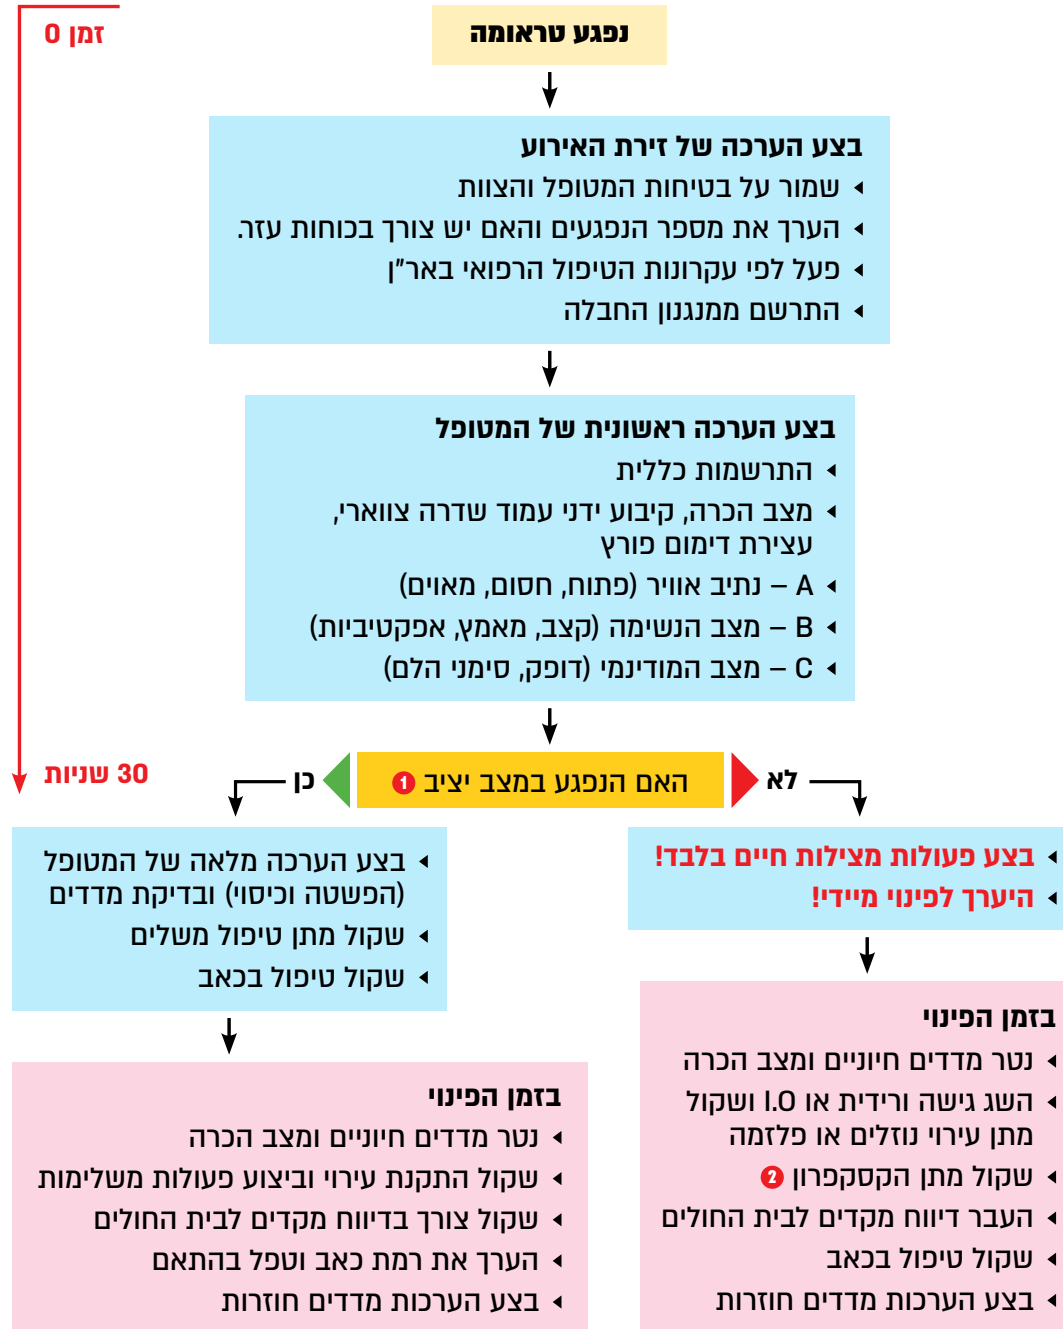 זמן 0
נפגע טראומה
בצע הערכה של זירת האירוע
שמור על בטיחות המטופל והצוות
הערך את מספר הנפגעים והאם יש צורך בכוחות עזר.
פעל לפי עקרונות הטיפול הרפואי באר"ן
התרשם ממנגנון החבלה
בצע הערכה ראשונית של המטופל
התרשמות כללית
מצב הכרה, קיבוע ידני עמוד שדרה צווארי,
עצירת דימום פורץ
A – נתיב אוויר (פתוח, חסום, מאוים)
B – מצב הנשימה (קצב, מאמץ, אפקטיביות)
C – מצב המודינמי (דופק, סימני הלם)
30 שניות
האם הנפגע במצב יציב 1
לא
כן
בצע פעולות מצילות חיים בלבד!
היערך לפינוי מיידי!
בזמן הפינוי
נטר מדדים חיוניים ומצב הכרה
השג גישה ורידית או I.O ושקול
מתן עירוי נוזלים או פלזמה
שקול מתן הקסקפרון 2
העבר דיווח מקדים לבית החולים
שקול טיפול בכאב
בצע הערכות מדדים חוזרות
בצע הערכה מלאה של המטופל
(הפשטה וכיסוי) ובדיקת מדדים
שקול מתן טיפול משלים
שקול טיפול בכאב
בזמן הפינוי
נטר מדדים חיוניים ומצב הכרה
שקול התקנת עירוי וביצוע פעולות משלימות
שקול צורך בדיווח מקדים לבית החולים
הערך את רמת כאב וטפל בהתאם
בצע הערכות מדדים חוזרות